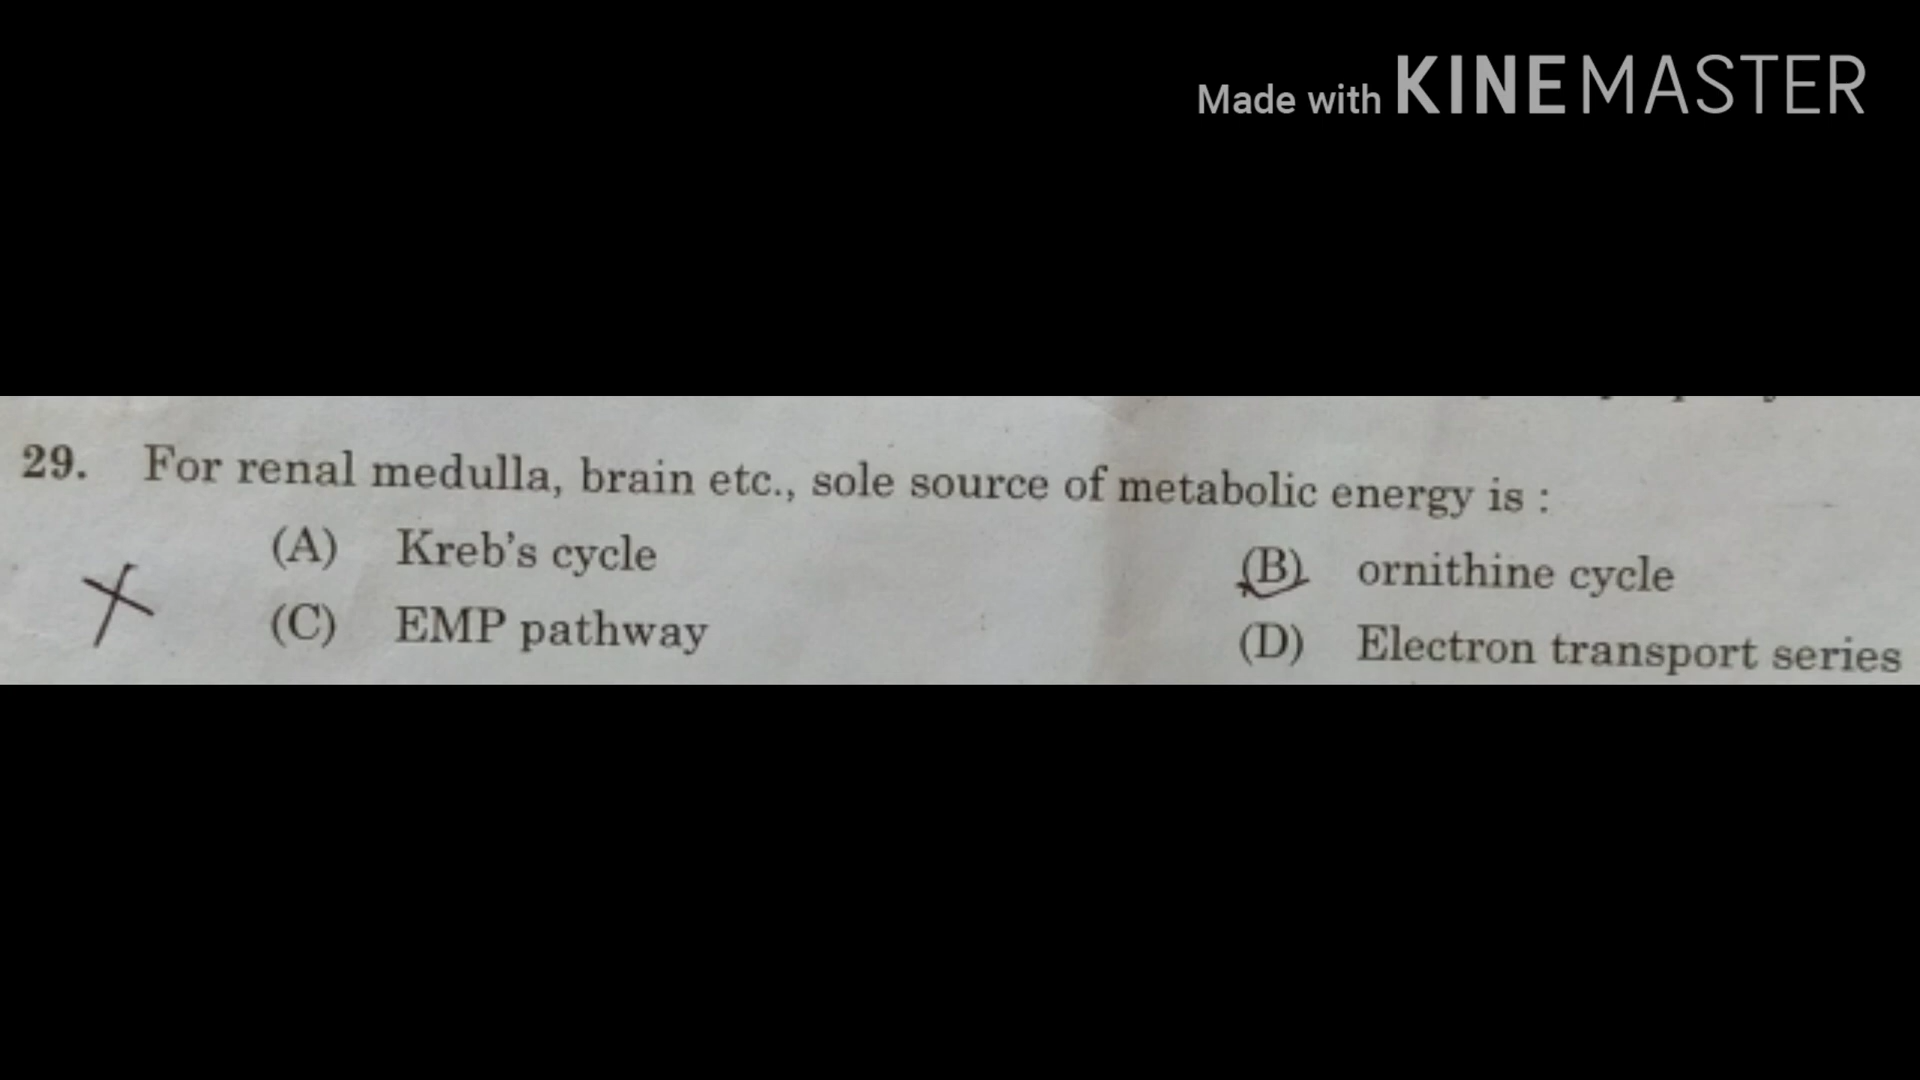 Made with KINEMASTER
29. For renal medulla, brain etc., sole source of metabolic energy is :
(A) Kreb's cycle
(B) ornithine cycle
(C) EMP pathway
(D) Electron transport series